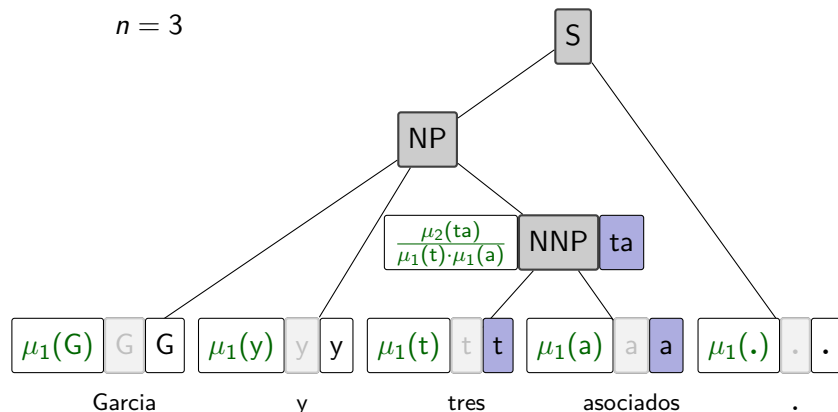 n = 3
S
NP
μ₂(ta) / μ₁(t)·μ₁(a) NNP ta
μ₁(G) G G μ₁(y) y y μ₁(t) t t μ₁(a) a a μ₁(.) . .
Garcia y tres asociados .